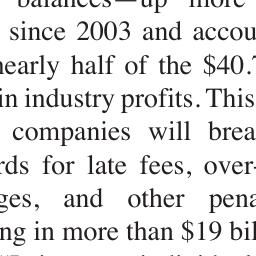 balances—up more
since 2003 and accou
nearly half of the $40.7
in industry profits. This
companies will brea
rds for late fees, over-
ges, and other pena
ng in more than $19 bil